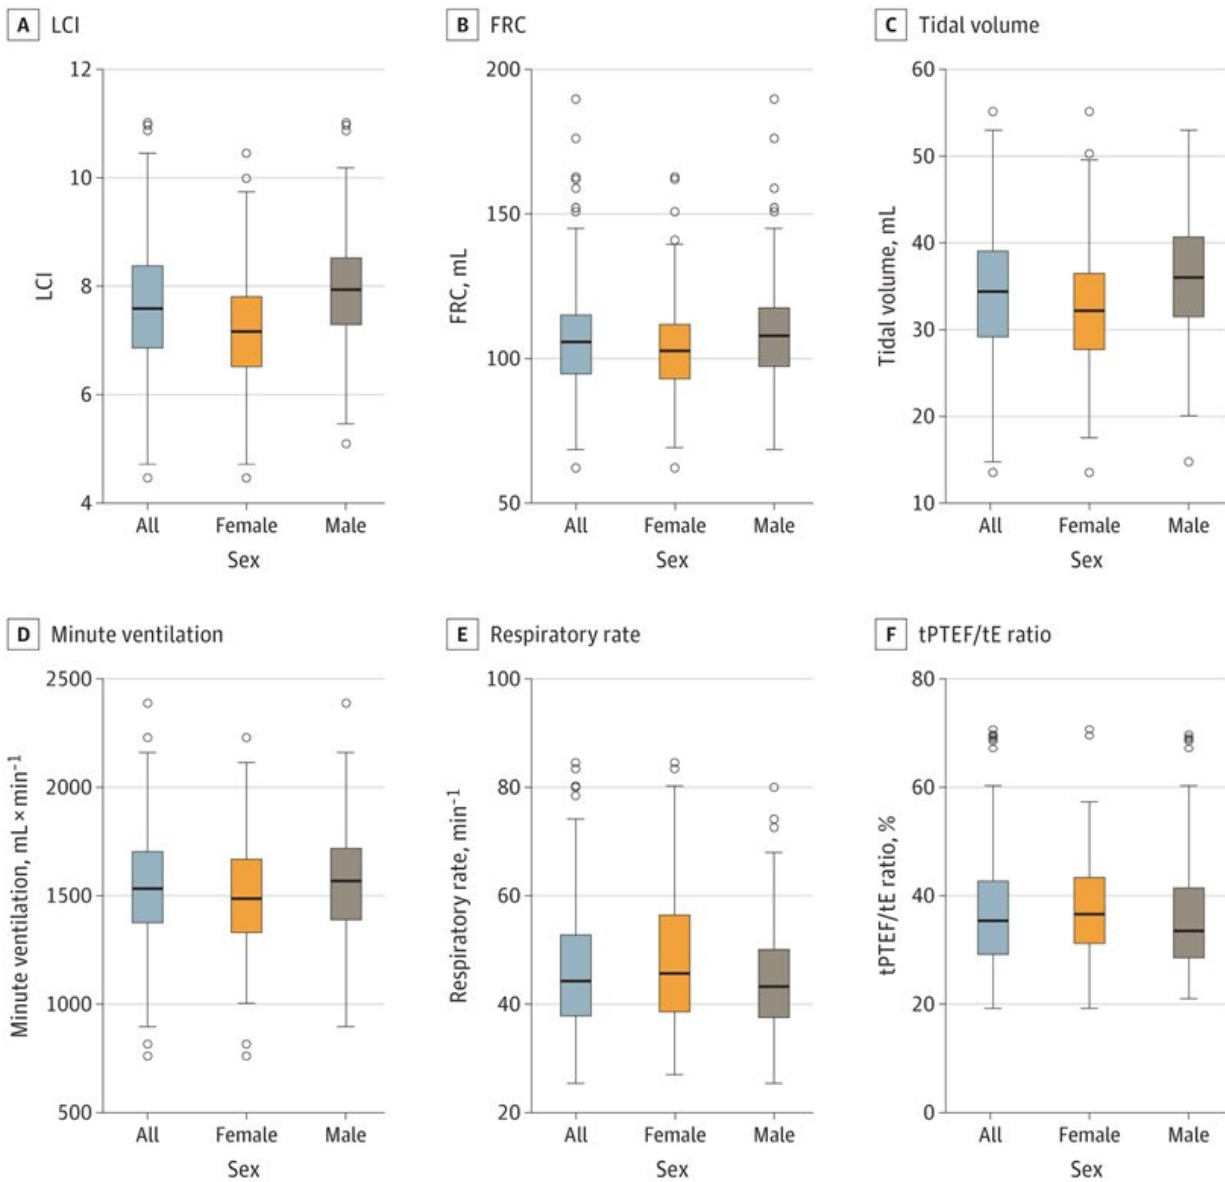 A LCI
12
10
8
6
4
LCI
All Female Male
Sex
B FRC
200
150
100
50
FRC, mL
All Female Male
Sex
C Tidal volume
60
50
40
30
20
10
Tidal volume, mL
All Female Male
Sex
D Minute ventilation
2500
2000
1500
1000
500
Minute ventilation, mL × min⁻¹
All Female Male
Sex
E Respiratory rate
100
80
60
40
20
Respiratory rate, min⁻¹
All Female Male
Sex
F tPTEF/tE ratio
80
60
40
20
0
tPTEF/tE ratio, %
All Female Male
Sex